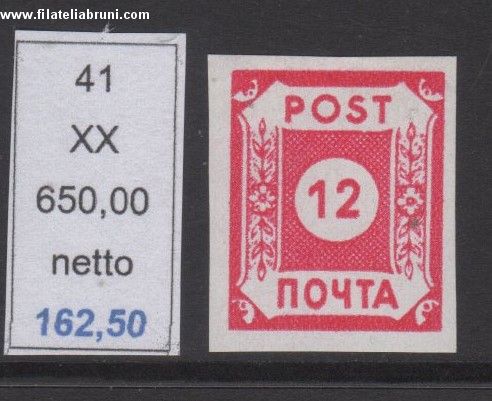 www.filateliabruni.com
41
XX
650,00
netto
162,50
POST
12
ПОЧТА